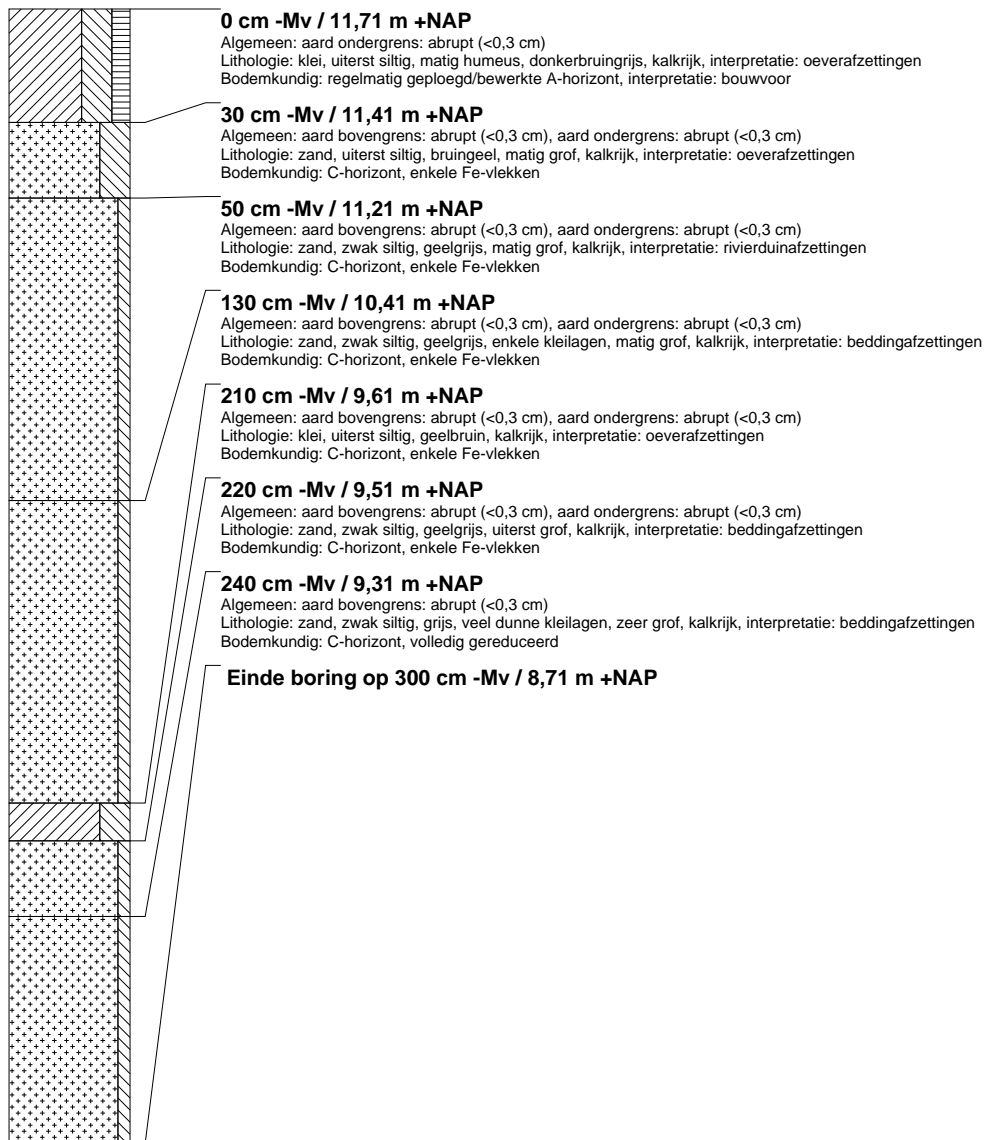 0 cm -Mv / 11,71 m +NAP
Algemeen: aard ondergrens: abrupt (<0,3 cm)
Lithologie: klei, uiterst siltig, matig humeus, donkerbruingrijs, kalkrijk, interpretatie: oeverafzettingen
Bodemkundig: regelmatig geploegd/bewerkte A-horizont, interpretatie: bouwvoor
30 cm -Mv / 11,41 m +NAP
Algemeen: aard bovengrens: abrupt (<0,3 cm), aard ondergrens: abrupt (<0,3 cm)
Lithologie: zand, uiterst siltig, bruingeel, matig grof, kalkrijk, interpretatie: oeverafzettingen
Bodemkundig: C-horizont, enkele Fe-vlekken
50 cm -Mv / 11,21 m +NAP
Algemeen: aard bovengrens: abrupt (<0,3 cm), aard ondergrens: abrupt (<0,3 cm)
Lithologie: zand, zwak siltig, geelgrijs, matig grof, kalkrijk, interpretatie: rivierduinafzettingen
Bodemkundig: C-horizont, enkele Fe-vlekken
130 cm -Mv / 10,41 m +NAP
Algemeen: aard bovengrens: abrupt (<0,3 cm), aard ondergrens: abrupt (<0,3 cm)
Lithologie: zand, zwak siltig, geelgrijs, enkele kleilagen, matig grof, kalkrijk, interpretatie: beddingafzettingen
Bodemkundig: C-horizont, enkele Fe-vlekken
210 cm -Mv / 9,61 m +NAP
Algemeen: aard bovengrens: abrupt (<0,3 cm), aard ondergrens: abrupt (<0,3 cm)
Lithologie: klei, uiterst siltig, geelbruin, kalkrijk, interpretatie: oeverafzettingen
Bodemkundig: C-horizont, enkele Fe-vlekken
220 cm -Mv / 9,51 m +NAP
Algemeen: aard bovengrens: abrupt (<0,3 cm), aard ondergrens: abrupt (<0,3 cm)
Lithologie: zand, zwak siltig, geelgrijs, uiterst grof, kalkrijk, interpretatie: beddingafzettingen
Bodemkundig: C-horizont, enkele Fe-vlekken
240 cm -Mv / 9,31 m +NAP
Algemeen: aard bovengrens: abrupt (<0,3 cm)
Lithologie: zand, zwak siltig, grijs, veel dunne kleilagen, zeer grof, kalkrijk, interpretatie: beddingafzettingen
Bodemkundig: C-horizont, volledig gereduceerd
Einde boring op 300 cm -Mv / 8,71 m +NAP